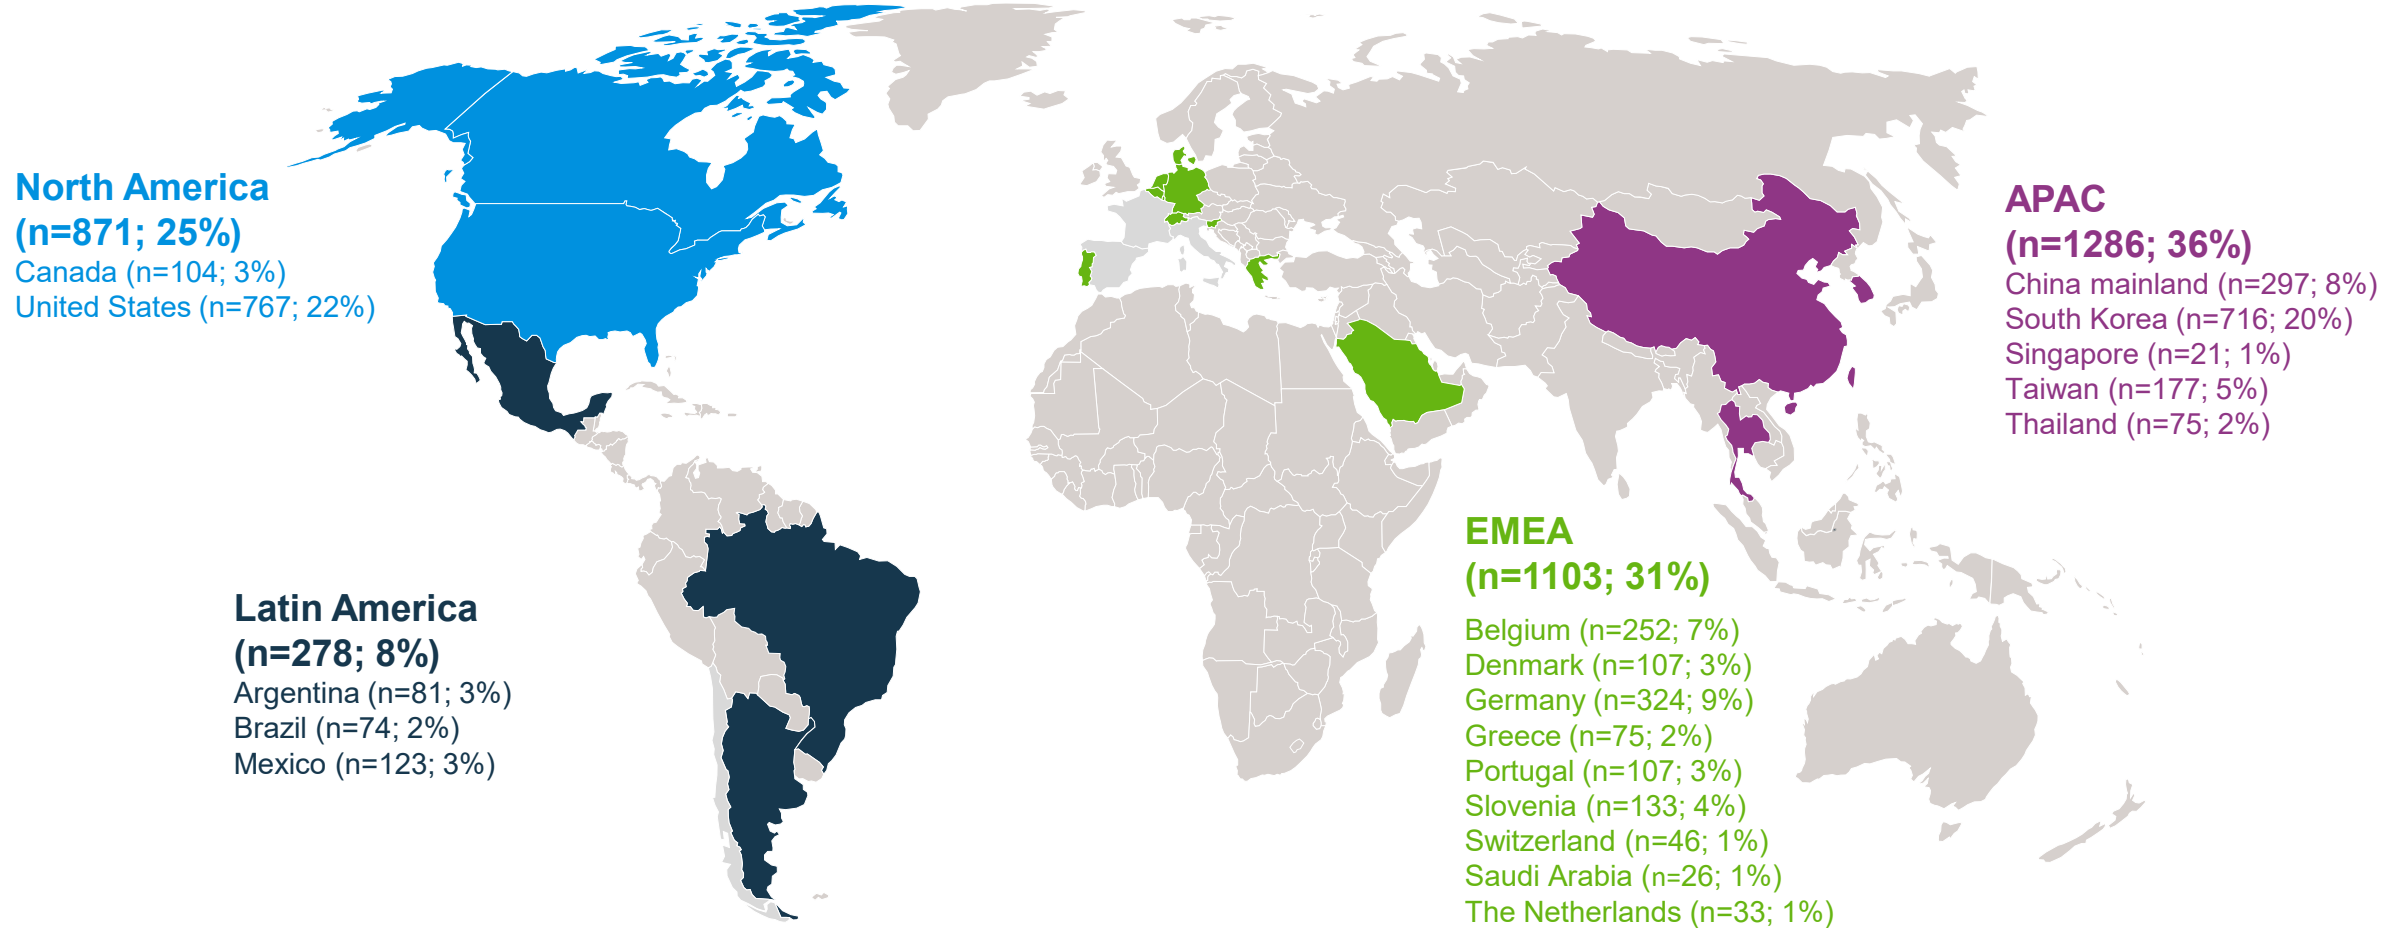 North America
(n=871; 25%)
Canada (n=104; 3%)
United States (n=767; 22%)
Latin America
(n=278; 8%)
Argentina (n=81; 3%)
Brazil (n=74; 2%)
Mexico (n=123; 3%)
EMEA
(n=1103; 31%)
Belgium (n=252; 7%)
Denmark (n=107; 3%)
Germany (n=324; 9%)
Greece (n=75; 2%)
Portugal (n=107; 3%)
Slovenia (n=133; 4%)
Switzerland (n=46; 1%)
Saudi Arabia (n=26; 1%)
The Netherlands (n=33; 1%)
APAC
(n=1286; 36%)
China mainland (n=297; 8%)
South Korea (n=716; 20%)
Singapore (n=21; 1%)
Taiwan (n=177; 5%)
Thailand (n=75; 2%)